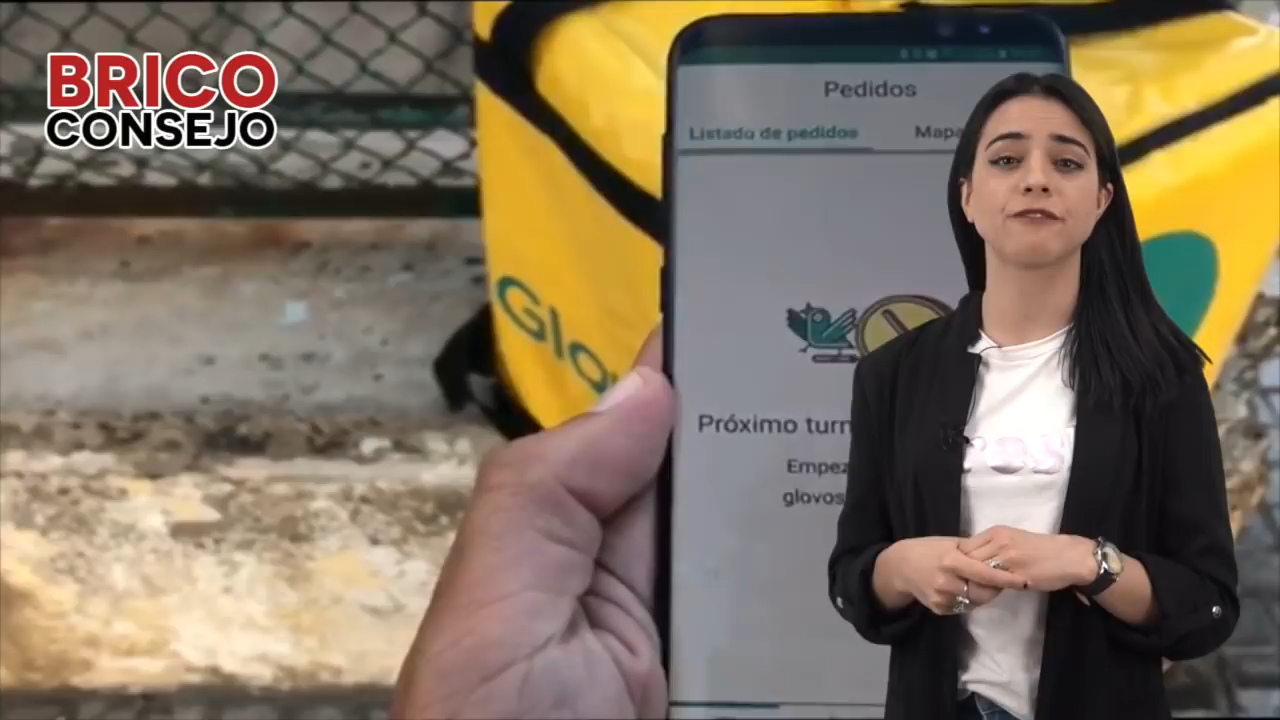 BRICO
CONSEJO
Pedidos
Listado de pedidos
Mapa
Glo
Próximo turn
Empez
glovos